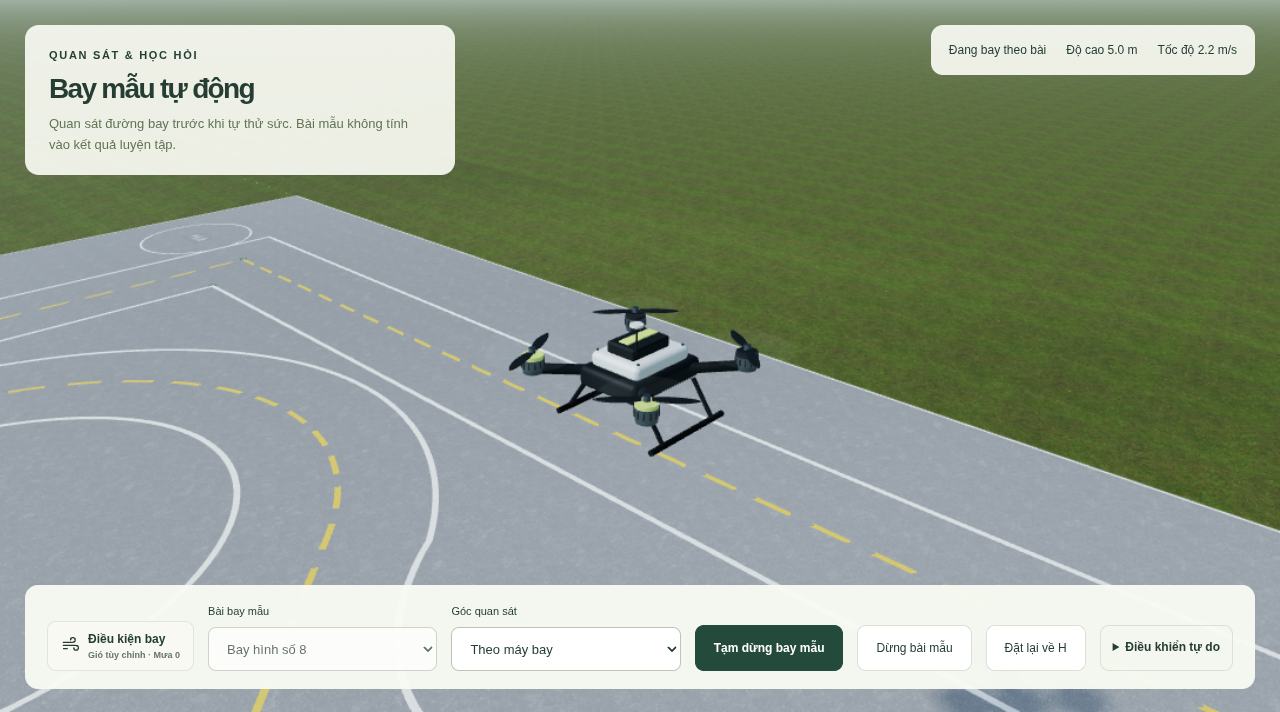 QUAN SÁT & HỌC HỎI
Bay mẫu tự động
Quan sát đường bay trước khi tự thử sức. Bài mẫu không tính
vào kết quả luyện tập.
Đang bay theo bài Độ cao 5.0 m Tốc độ 2.2 m/s
Điều kiện bay
Gió tùy chỉnh · Mưa 0
Bài bay mẫu
Bay hình số 8
Góc quan sát
Theo máy bay
Tạm dừng bay mẫu
Dừng bài mẫu
Đặt lại về H
Điều khiển tự do